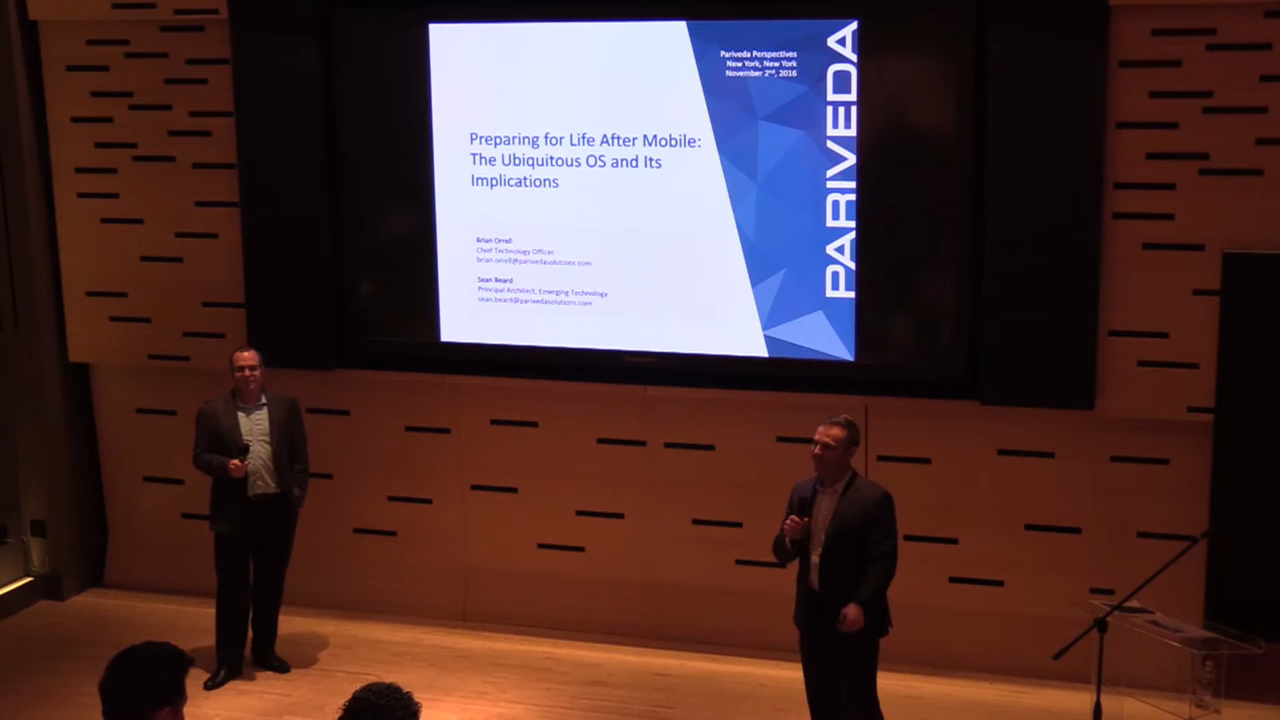 Pariveda Perspectives
New York, New York
November 2nd, 2016
PARIVEDA
Preparing for Life After Mobile:
The Ubiquitous OS and Its
Implications
Brian Orrell
Chief Technology Officer
brian.orrell@parivedasolutions.com
Sean Beard
Principal Architect, Emerging Technology
sean.beard@parivedasolutions.com